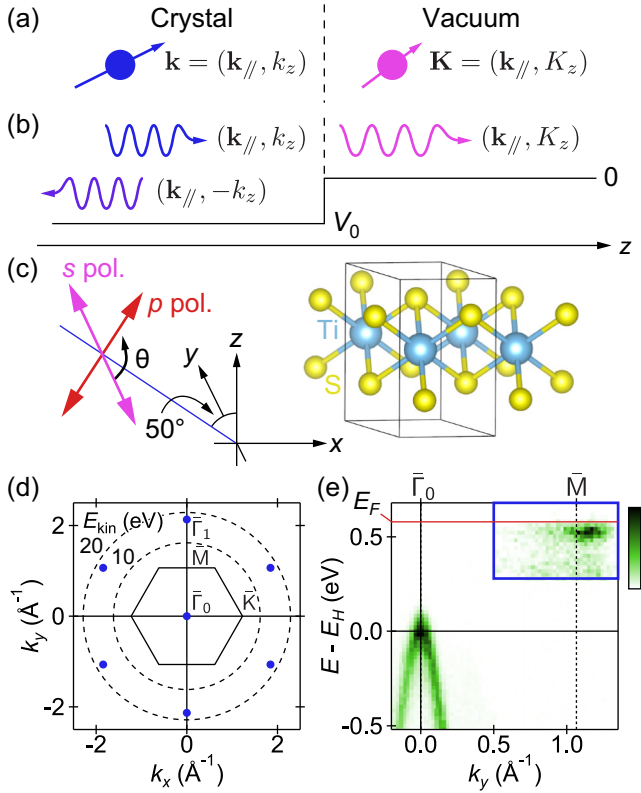 (a) Crystal Vacuum
k = (k//, kz) K = (k//, Kz)
(b)
(k//, kz) (k//, Kz)
(k//, −kz) 0
V0
z
(c)
s pol.
p pol.
θ
y
z
50°
x
Ti
S
(d)
Ekin (eV)
20 10
Γ̄1
M̄
Γ̄0 K̄
2
0
-2
ky (Å-1)
-2 0 2
kx (Å-1)
(e)
Γ̄0 M̄
EF
0.5
0.0
-0.5
E - EH (eV)
0.0 0.5 1.0
ky (Å-1)